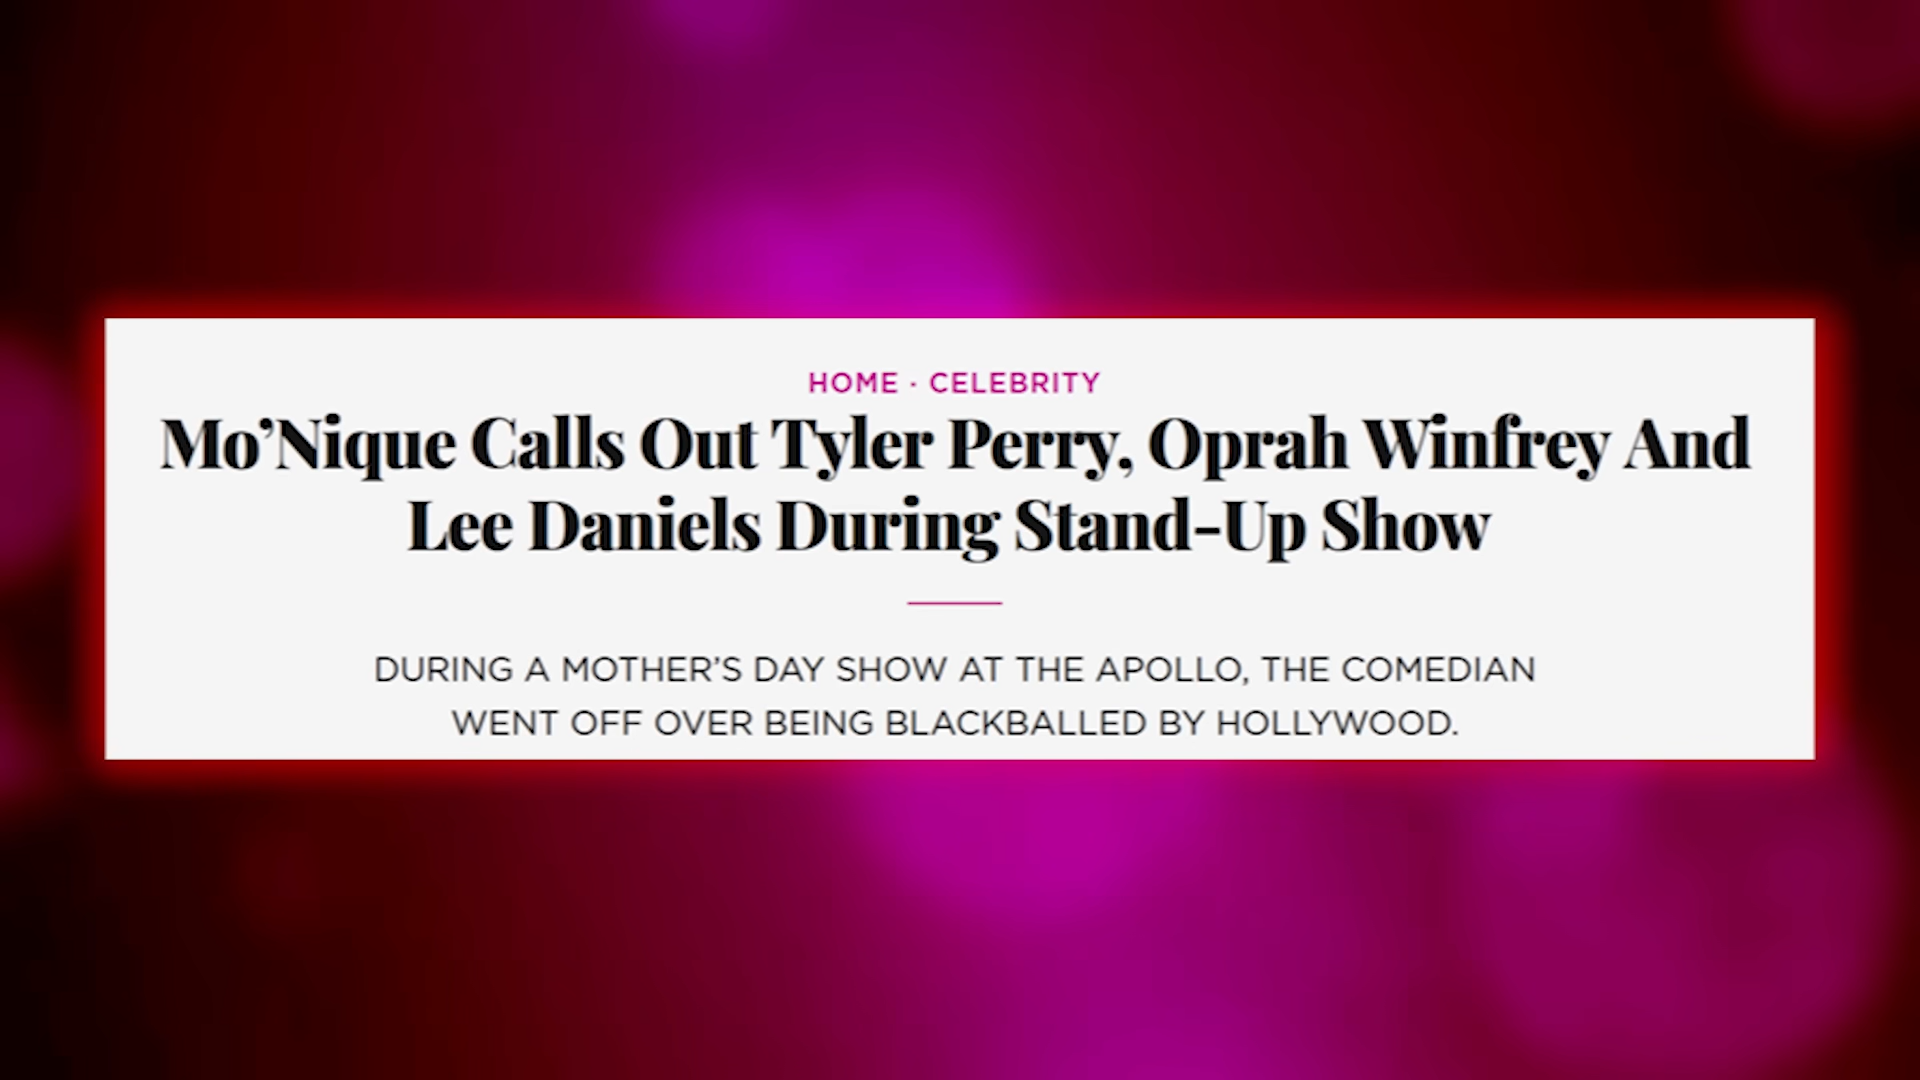 HOME · CELEBRITY
Mo’Nique Calls Out Tyler Perry, Oprah Winfrey And
Lee Daniels During Stand-Up Show
DURING A MOTHER’S DAY SHOW AT THE APOLLO, THE COMEDIAN
WENT OFF OVER BEING BLACKBALLED BY HOLLYWOOD.